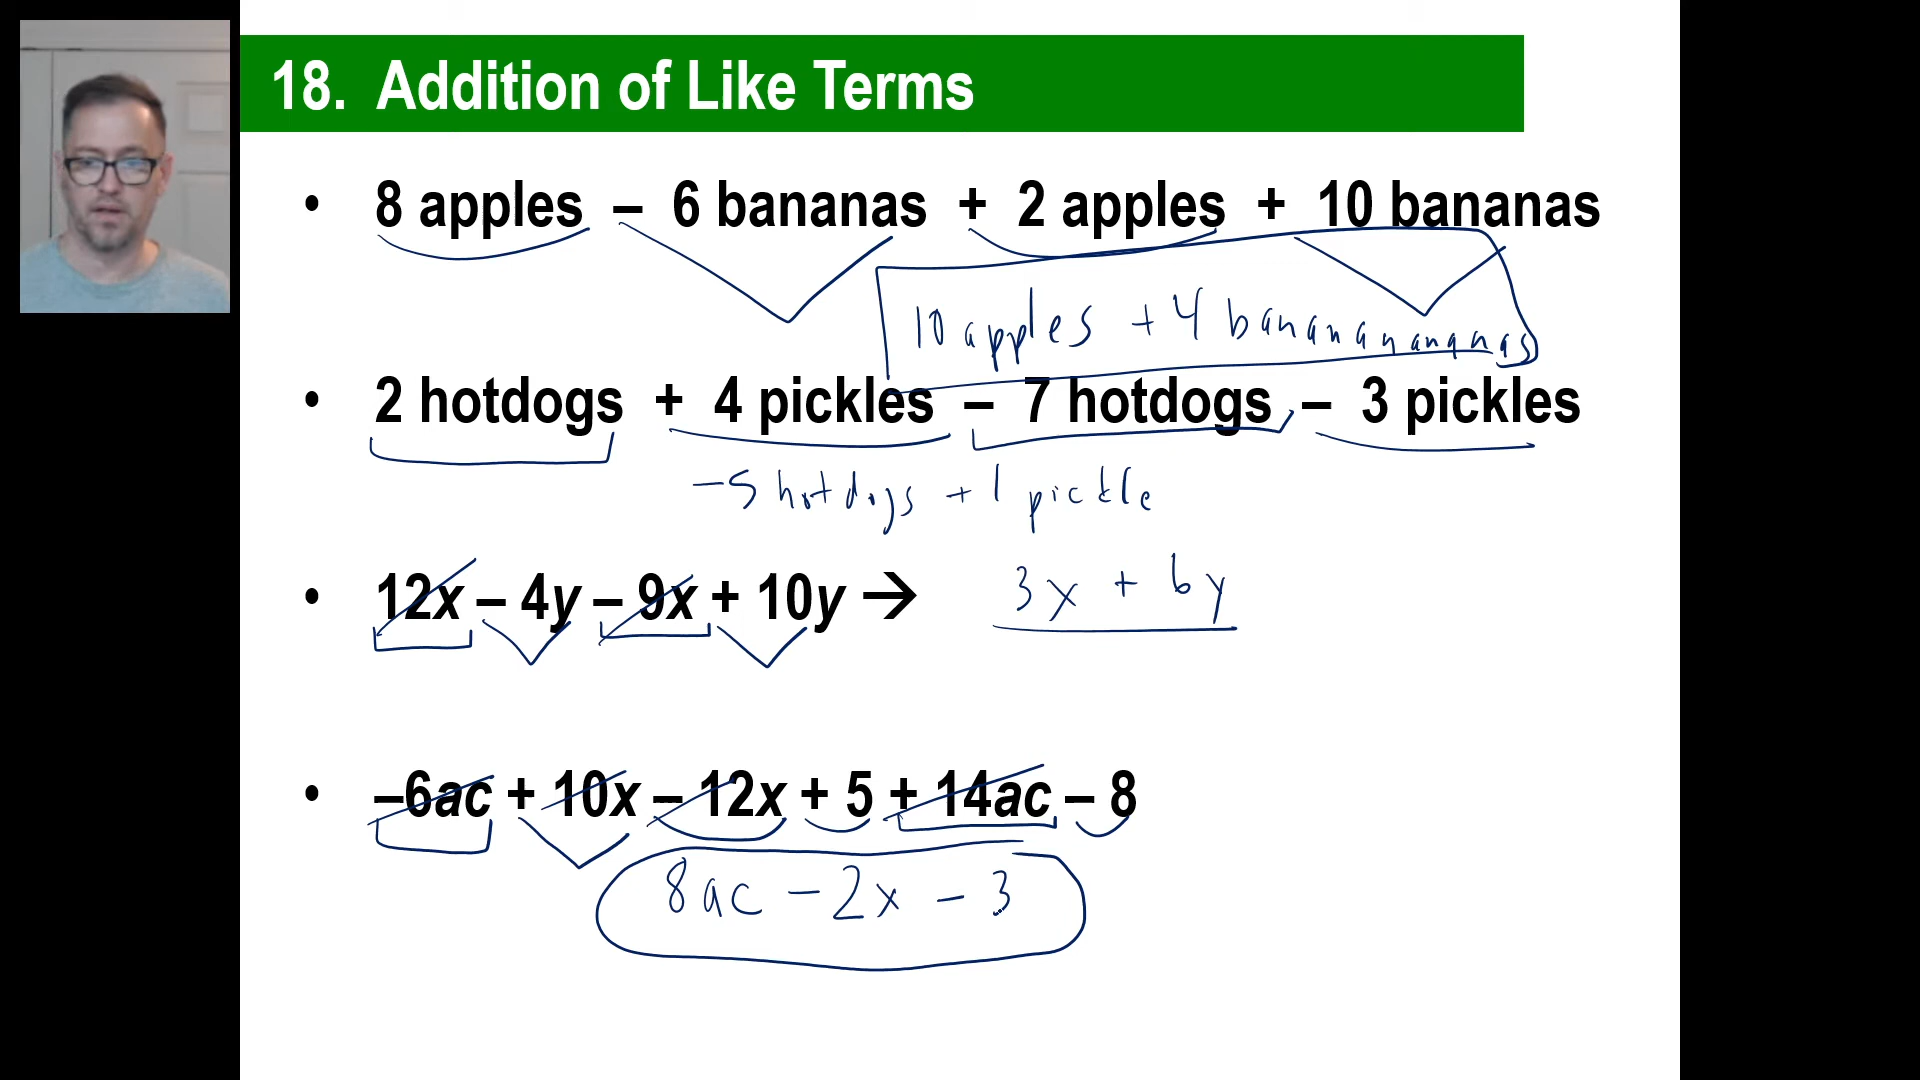 18. Addition of Like Terms
• 8 apples – 6 bananas + 2 apples + 10 bananas
10 apples + 4 banananananas
• 2 hotdogs + 4 pickles – 7 hotdogs – 3 pickles
-5 hotdogs + 1 pickle
• 12x – 4y – 9x + 10y → 3x + 6y
• –6ac + 10x – 12x + 5 + 14ac – 8
8ac - 2x - 3